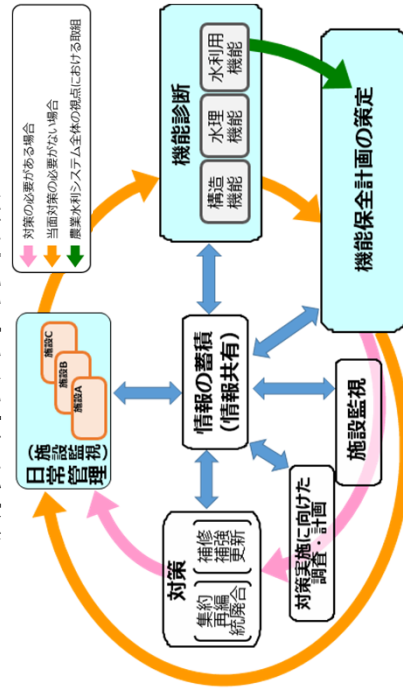 対策の必要がある場合
当面対策の必要がない場合
農業水利システム全体の視点における取組
日常管理
(施設監視)
施設A
施設B
施設C
機能診断
構造
機能
水理
機能
水利用
機能
情報の蓄積
(情報共有)
対策
集約
再編
統廃合
補修
補強
更新
対策実施に向けた
調査・計画
施設監視
機能保全計画の策定